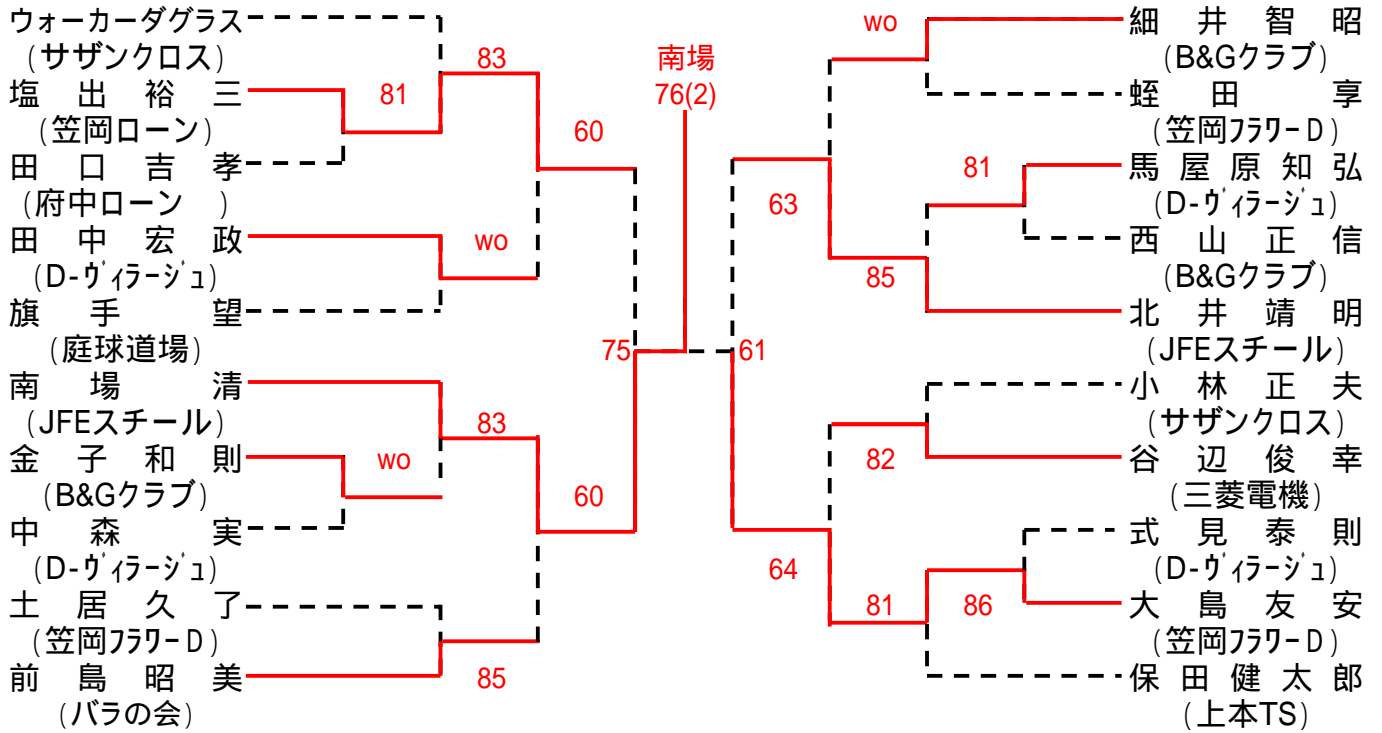 ウォーカーダグラス
(サザンクロス)
塩出裕三
(笠岡ローン)
田口吉孝
(府中ローン )
田中宏政
(D-ヴィラージュ)
旗手望
(庭球道場)
南場清
(JFEスチール)
金子和則
(B&Gクラブ)
中森実
(D-ヴィラージュ)
土居久了
(笠岡フラワーD)
前島昭美
(バラの会)
83
81
60
wo
83
wo
60
85
75
南場
76(2)
61
wo
81
63
85
82
64
81
86
細井智昭
(B&Gクラブ)
蛭田享
(笠岡フラワーD)
馬屋原知弘
(D-ヴィラージュ)
西山正信
(B&Gクラブ)
北井靖明
(JFEスチール)
小林正夫
(サザンクロス)
谷辺俊幸
(三菱電機)
式見泰則
(D-ヴィラージュ)
大島友安
(笠岡フラワーD)
保田健太郎
(上本TS)